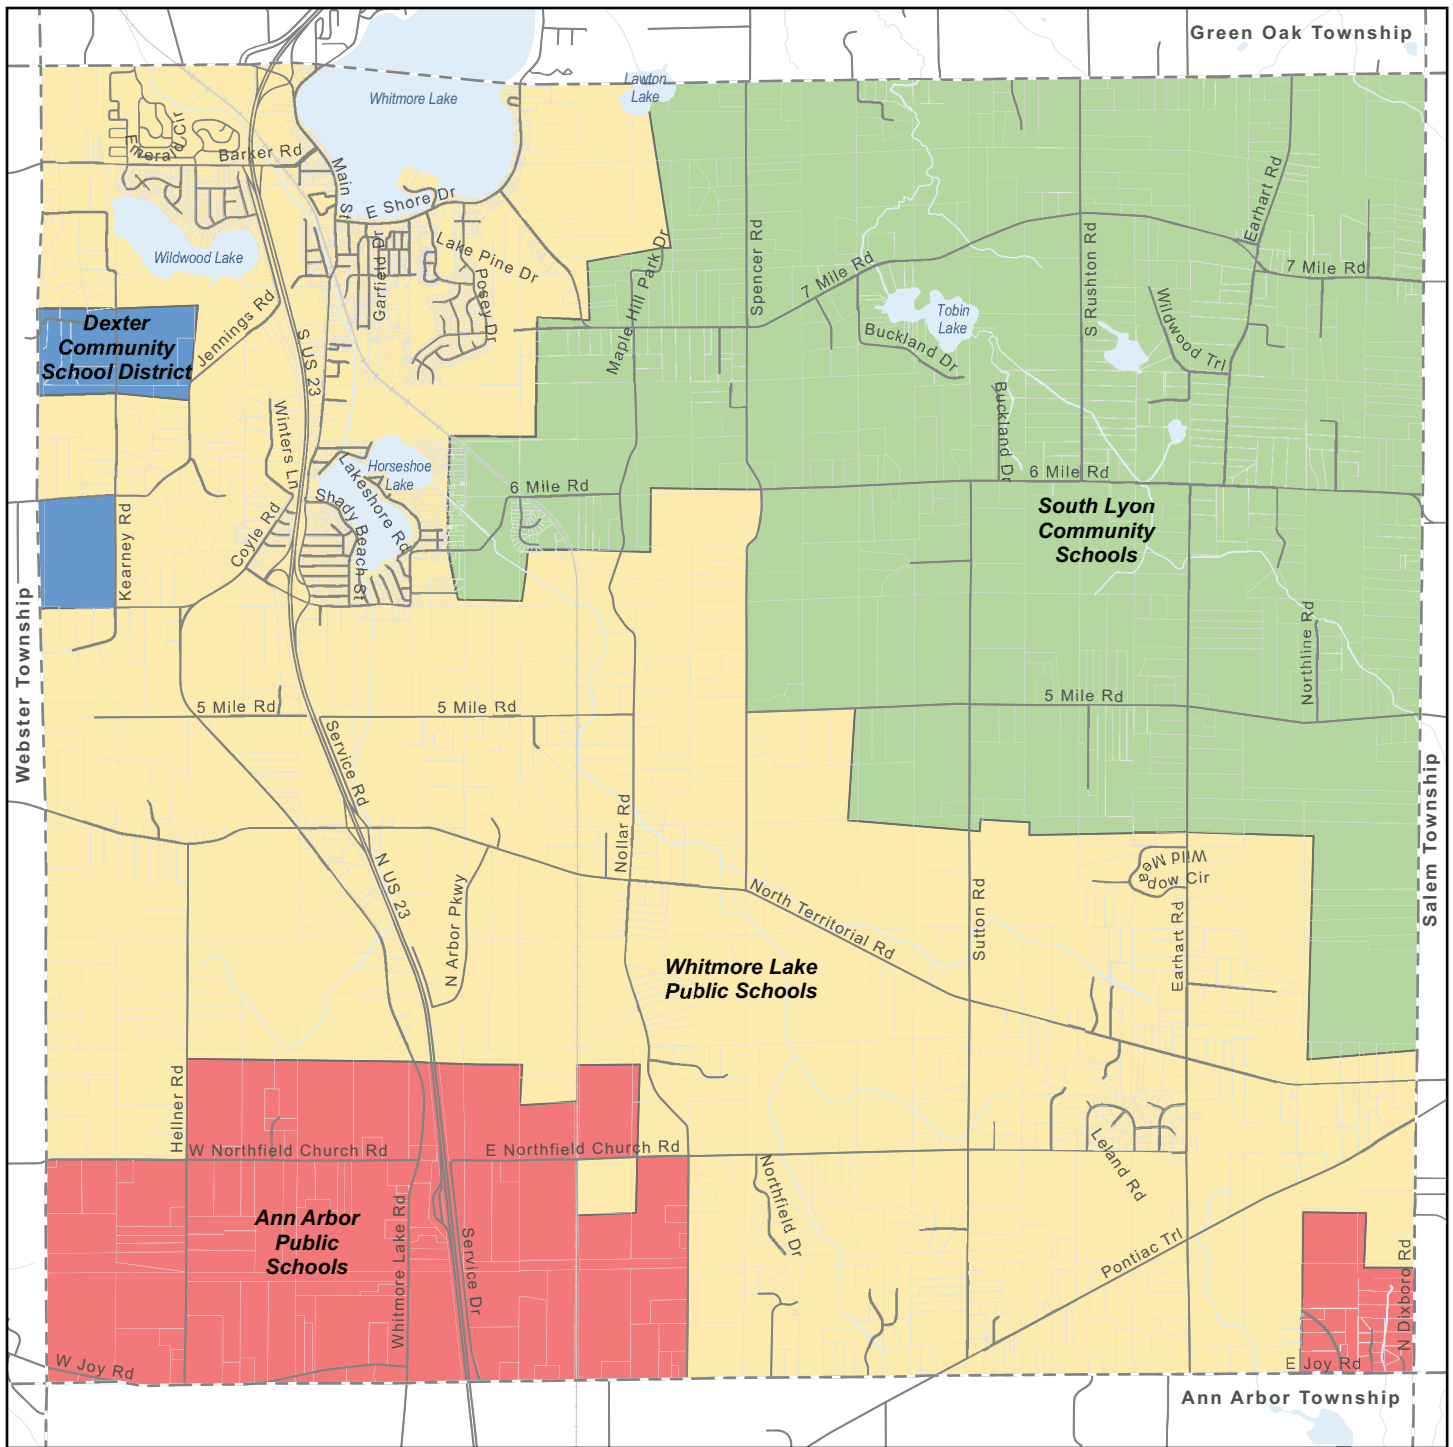 Green Oak Township
Lawton
Lake
Whitmore Lake
Emerald Cir
Barker Rd
Main St
E Shore Dr
Earhart Rd
Wildwood Lake
Garfield Dr
Lake Pine Dr
Posey Dr
Maple Hill Park Dr
Spencer Rd
7 Mile Rd
S Rushton Rd
7 Mile Rd
Dexter
Community
School District
Jennings Rd
S US 23
Tobin
Lake
Buckland Dr
Wildwood Trl
Winters Ln
Buckland Dr
Horseshoe
Lake
Lakeshore Rd
Shady Beach St
6 Mile Rd
6 Mile Rd
South Lyon
Community
Schools
Kearney Rd
Coyle Rd
Webster Township
Northline Rd
5 Mile Rd
5 Mile Rd
5 Mile Rd
Service Rd
Nollar Rd
N US 23
N Arbor Pkwy
North Territorial Rd
Sutton Rd
Wild Mea
dow Cir
Earhart Rd
Salem Township
Whitmore Lake
Public Schools
Hellner Rd
W Northfield Church Rd
E Northfield Church Rd
Northfield Dr
Leland Rd
Ann Arbor
Public
Schools
Whitmore Lake Rd
Service Dr
Pontiac Trl
N Dixboro Rd
W Joy Rd
E Joy Rd
Ann Arbor Township